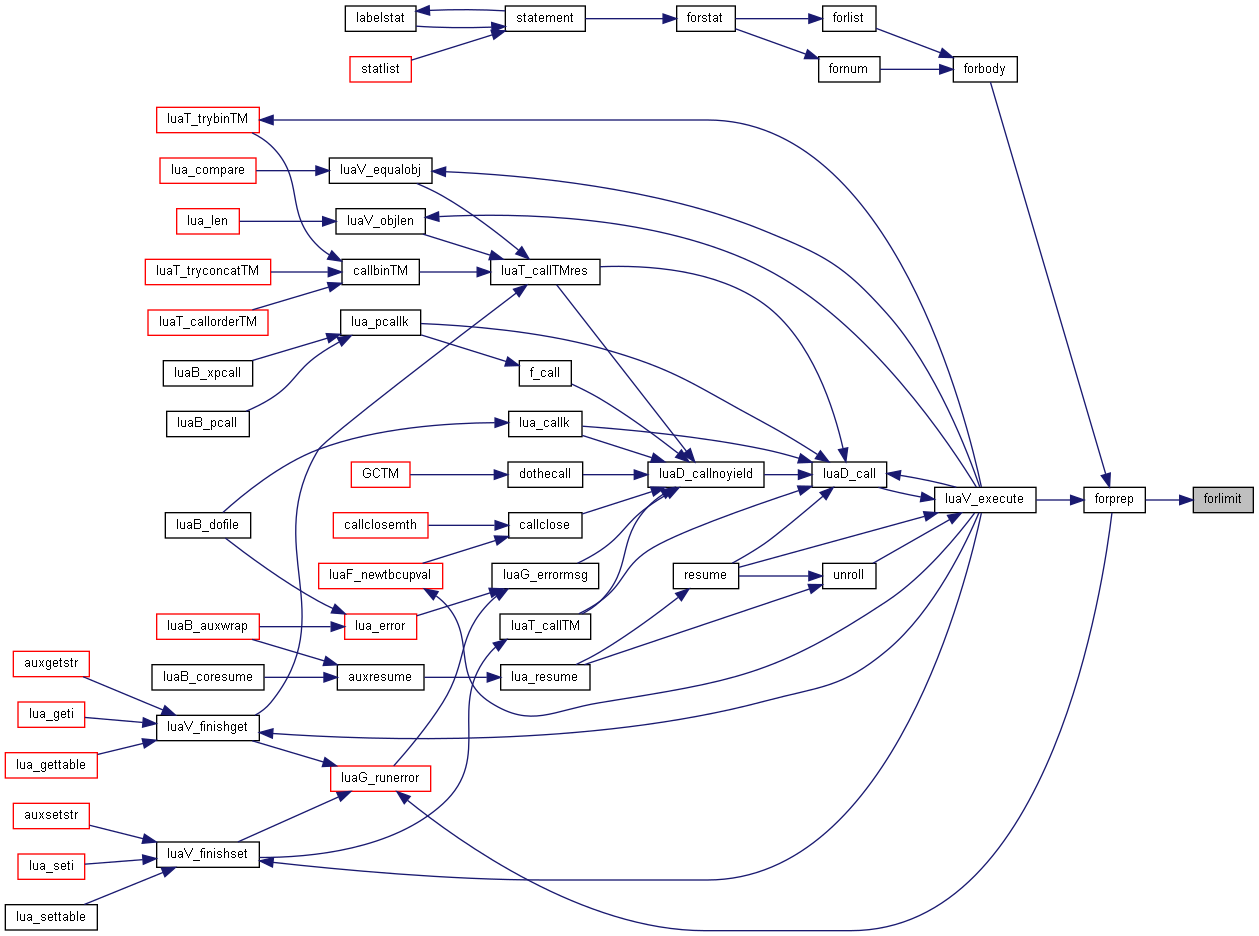 labelstat
statement
forstat
forlist
statlist
fornum
forbody
luaT_trybinTM
lua_compare
luaV_equalobj
lua_len
luaV_objlen
luaT_tryconcatTM
callbinTM
luaT_callTMres
luaT_callorderTM
lua_pcallk
luaB_xpcall
f_call
luaB_pcall
lua_callk
GCTM
dothecall
luaD_callnoyield
luaD_call
luaV_execute
forprep
forlimit
luaB_dofile
callclosemth
callclose
luaF_newtbcupval
luaG_errormsg
resume
unroll
luaB_auxwrap
lua_error
luaT_callTM
auxgetstr
luaB_coresume
auxresume
lua_resume
lua_geti
luaV_finishget
lua_gettable
luaG_runerror
auxsetstr
luaV_finishset
lua_seti
lua_settable